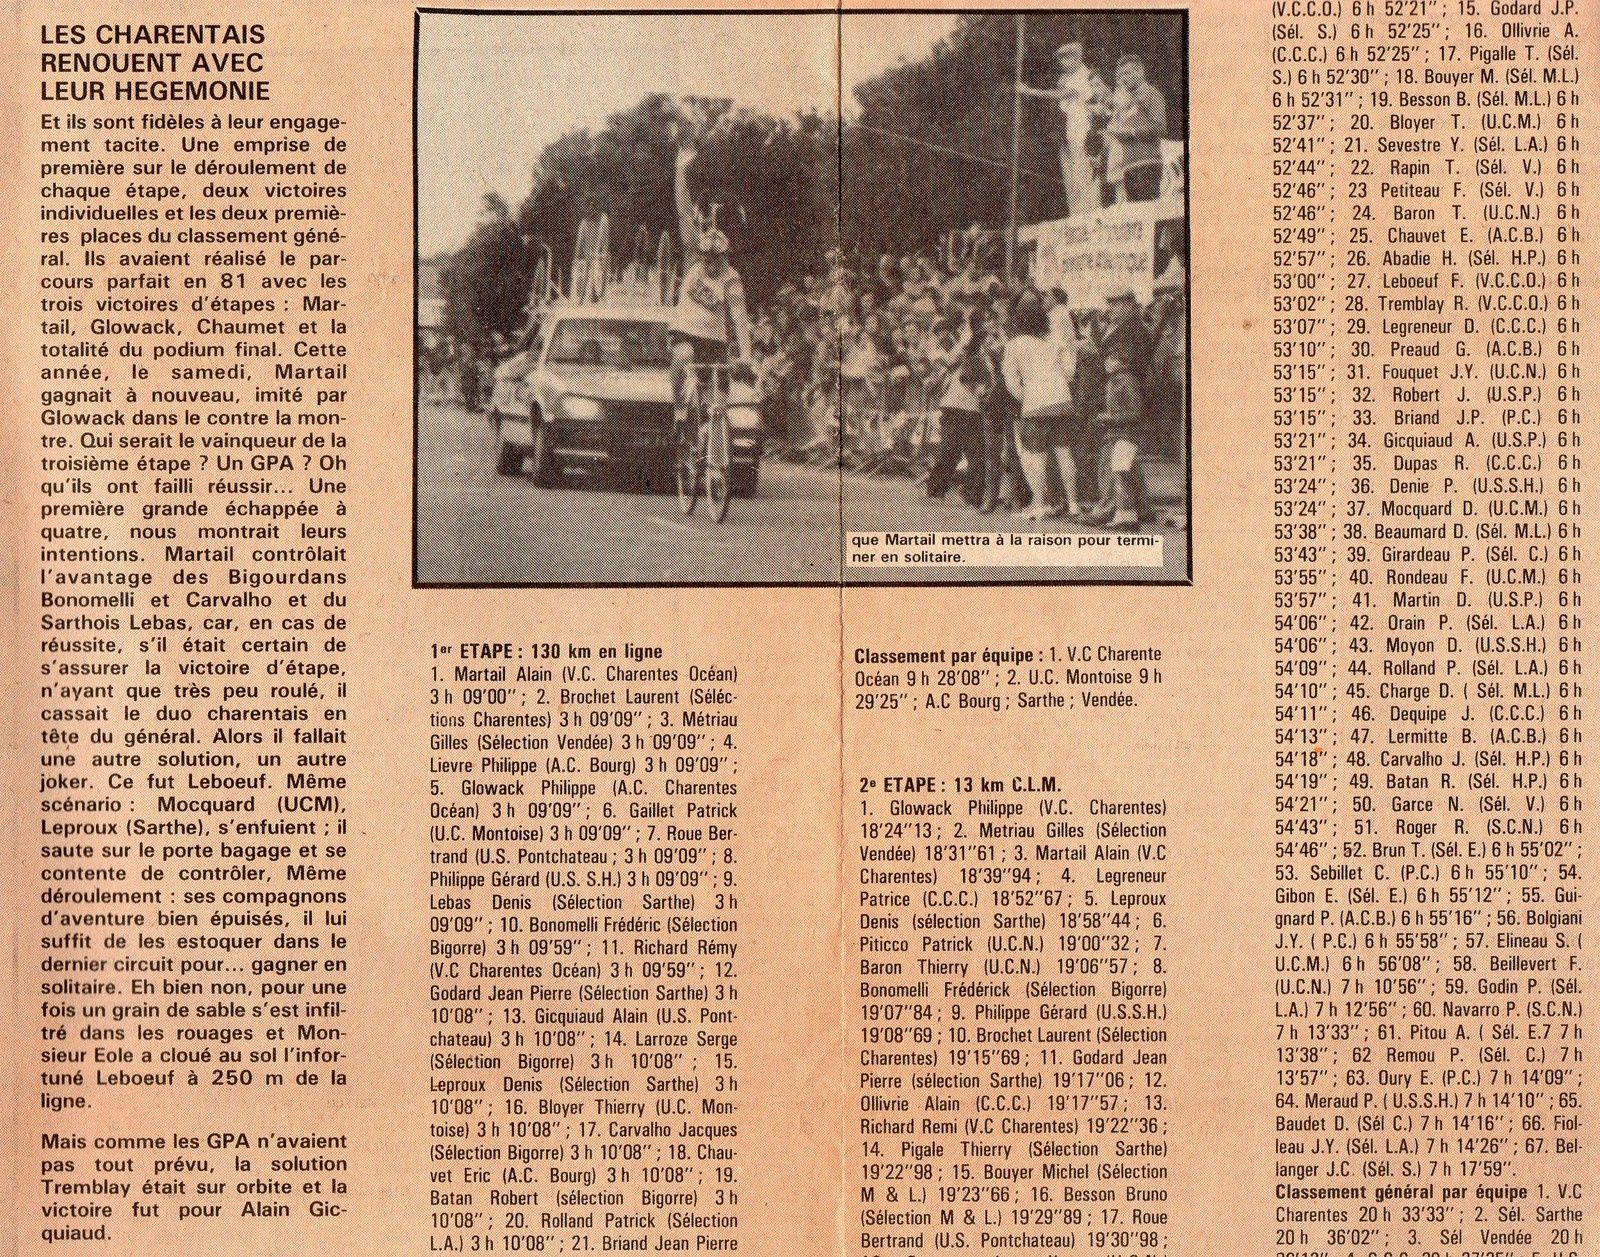 LES CHARENTAIS
RENOUENT AVEC
LEUR HEGEMONIE
Et ils sont fidèles à leur engage-
ment tacite. Une emprise de
première sur le déroulement de
chaque étape, deux victoires
individuelles et les deux premiè-
res places du classement géné-
ral. Ils avaient réalisé le par-
cours parfait en 81 avec les
trois victoires d'étapes : Mar-
tail, Glowack, Chaumet et la
totalité du podium final. Cette
année, le samedi, Martail
gagnait à nouveau, imité par
Glowack dans le contre la mon-
tre. Qui serait le vainqueur de la
troisième étape ? Un GPA ? Oh
qu'ils ont failli réussir... Une
première grande échappée à
quatre, nous montrait leurs
intentions. Martail contrôlait
l'avantage des Bigourdans
Bonomelli et Carvalho et du
Sarthois Lebas, car, en cas de
réussite, s'il était certain de
s'assurer la victoire d'étape,
n'ayant que très peu roulé, il
cassait le duo charentais en
tête du général. Alors il fallait
une autre solution, un autre
joker. Ce fut Leboeuf. Même
scénario : Mocquard (UCM),
Leproux (Sarthe), s'enfuient ; il
saute sur le porte bagage et se
contente de contrôler, Même
déroulement : ses compagnons
d'aventure bien épuisés, il lui
suffit de les estoquer dans le
dernier circuit pour... gagner en
solitaire. Eh bien non, pour une
fois un grain de sable s'est infil-
tré dans les rouages et Mon-
sieur Eole a cloué au sol l'infor-
tuné Leboeuf à 250 m de la
ligne.
Mais comme les GPA n'avaient
pas tout prévu, la solution
Tremblay était sur orbite et la
victoire fut pour Alain Gic-
quiaud.
que Martail mettra à la raison pour termi-
ner en solitaire.
1er ETAPE : 130 km en ligne
1. Martail Alain (V.C. Charentes Océan)
3 h 09'00" ; 2. Brochet Laurent (Séléc-
tions Charentes) 3 h 09'09" ; 3. Métriau
Gilles (Sélection Vendée) 3 h 09'09" ; 4.
Lievre Philippe (A.C. Bourg) 3 h 09'09" ;
5. Glowack Philippe (A.C. Charentes
Océan) 3 h 09'09" ; 6. Gaillet Patrick
(U.C. Montoise) 3 h 09'09" ; 7. Roue Ber-
trand (U.S. Pontchateau ; 3 h 09'09" ; 8.
Philippe Gérard (U.S. S.H.) 3 h 09'09" ; 9.
Lebas Denis (Sélection Sarthe) 3 h
09'09" ; 10. Bonomelli Frédéric (Sélection
Bigorre) 3 h 09'59" ; 11. Richard Rémy
(V.C Charentes Océan) 3 h 09'59" ; 12.
Godard Jean Pierre (Sélection Sarthe) 3 h
10'08" ; 13. Gicquiaud Alain (U.S. Pont-
chateau) 3 h 10'08" ; 14. Larroze Serge
(Sélection Bigorre) 3 h 10'08" ; 15.
Leproux Denis (Sélection Sarthe) 3 h
10'08" ; 16. Bloyer Thierry (U.C. Mon-
toise) 3 h 10'08" ; 17. Carvalho Jacques
(Sélection Bigorre) 3 h 10'08" ; 18. Chau-
vet Eric (A.C. Bourg) 3 h 10'08" ; 19.
Batan Robert (sélection Bigorre) 3 h
10'08" ; 20. Rolland Patrick (Sélection
L.A.) 3 h 10'08" ; 21. Briand Jean Pierre
Classement par équipe : 1. V.C Charente
Océan 9 h 28'08" ; 2. U.C. Montoise 9 h
29'25" ; A.C Bourg ; Sarthe ; Vendée.
2e ETAPE : 13 km C.L.M.
1. Glowack Philippe (V.C. Charentes)
18'24"13 ; 2. Metriau Gilles (Sélection
Vendée) 18'31"61 ; 3. Martail Alain (V.C
Charentes) 18'39"94 ; 4. Legreneur
Patrice (C.C.C.) 18'52"67 ; 5. Leproux
Denis (sélection Sarthe) 18'58"44 ; 6.
Piticco Patrick (U.C.N.) 19'00"32 ; 7.
Baron Thierry (U.C.N.) 19'06"57 ; 8.
Bonomelli Frédérick (Sélection Bigorre)
19'07"84 ; 9. Philippe Gérard (U.S.S.H.)
19'08"69 ; 10. Brochet Laurent (Sélection
Charentes) 19'15"69 ; 11. Godard Jean
Pierre (sélection Sarthe) 19'17"06 ; 12.
Ollivrie Alain (C.C.C.) 19'17"57 ; 13.
Richard Remi (V.C Charentes) 19'22"36 ;
14. Pigale Thierry (Sélection Sarthe)
19'22"98 ; 15. Bouyer Michel (Sélection
M & L.) 19'23"66 ; 16. Besson Bruno
(Sélection M & L.) 19'29"89 ; 17. Roue
Bertrand (U.S. Pontchateau) 19'30"98 ;
(V.C.C.O.) 6 h 52'21" ; 15. Godard J.P.
(Sél. S.) 6 h 52'25" ; 16. Ollivrie A.
(C.C.C.) 6 h 52'25" ; 17. Pigalle T. (Sél.
S.) 6 h 52'30" ; 18. Bouyer M. (Sél. M.L.)
6 h 52'31" ; 19. Besson B. (Sél. M.L.) 6 h
52'37" ; 20. Bloyer T. (U.C.M.) 6 h
52'41" ; 21. Sevestre Y. (Sél. L.A.) 6 h
52'44" ; 22. Rapin T. (Sél. V.) 6 h
52'46" ; 23 Petiteau F. (Sél. V.) 6 h
52'46" ; 24. Baron T. (U.C.N.) 6 h
52'49" ; 25. Chauvet E. (A.C.B.) 6 h
52'57" ; 26. Abadie H. (Sél. H.P.) 6 h
53'00" ; 27. Leboeuf F. (V.C.C.O.) 6 h
53'02" ; 28. Tremblay R. (V.C.C.O.) 6 h
53'07" ; 29. Legreneur D. (C.C.C.) 6 h
53'10" ; 30. Preaud G. (A.C.B.) 6 h
53'15" ; 31. Fouquet J.Y. (U.C.N.) 6 h
53'15" ; 32. Robert J. (U.S.P.) 6 h
53'15" ; 33. Briand J.P. (P.C.) 6 h
53'21" ; 34. Gicquiaud A. (U.S.P.) 6 h
53'21" ; 35. Dupas R. (C.C.C.) 6 h
53'24" ; 36. Denie P. (U.S.S.H.) 6 h
53'24" ; 37. Mocquard D. (U.C.M.) 6 h
53'38" ; 38. Beaumard D. (Sél. M.L.) 6 h
53'43" ; 39. Girardeau P. (Sél. C.) 6 h
53'55" ; 40. Rondeau F. (U.C.M.) 6 h
53'57" ; 41. Martin D. (U.S.P.) 6 h
54'06" ; 42. Orain P. (Sél. L.A.) 6 h
54'06" ; 43. Moyon D. (U.S.S.H.) 6 h
54'09" ; 44. Rolland P. (Sél. L.A.) 6 h
54'10" ; 45. Charge D. ( Sél. M.L.) 6 h
54'11" ; 46. Dequipe J. (C.C.C.) 6 h
54'13" ; 47. Lermitte B. (A.C.B.) 6 h
54'18" ; 48. Carvalho J. (Sél. H.P.) 6 h
54'19" ; 49. Batan R. (Sél. H.P.) 6 h
54'21" ; 50. Garce N. (Sél. V.) 6 h
54'43" ; 51. Roger R. (S.C.N.) 6 h
54'46" ; 52. Brun T. (Sél. E.) 6 h 55'02" ;
53. Sebillet C. (P.C.) 6 h 55'10" ; 54.
Gibon E. (Sél. E.) 6 h 55'12" ; 55. Gui-
gnard P. (A.C.B.) 6 h 55'16" ; 56. Bolgiani
J.Y. ( P.C.) 6 h 55'58" ; 57. Elineau S. (
U.C.M.) 6 h 56'08" ; 58. Beillevert F.
(U.C.N.) 7 h 10'56" ; 59. Godin P. (Sél.
L.A.) 7 h 12'56" ; 60. Navarro P. (S.C.N.)
7 h 13'33" ; 61. Pitou A. ( Sél. E.7 7 h
13'38" ; 62 Remou P. (Sél. C.) 7 h
13'57" ; 63. Oury E. (P.C.) 7 h 14'09" ;
64. Meraud P. ( U.S.S.H.) 7 h 14'10" ; 65.
Baudet D. (Sél C.) 7 h 14'16" ; 66. Fiol-
leau J.Y. (Sél. L.A.) 7 h 14'26" ; 67. Bel-
langer J.C. (Sél. S.) 7 h 17'59".
Classement général par équipe 1. V.C
Charentes 20 h 33'33" ; 2. Sél. Sarthe
20 h 36'02" ; 3. Sél Vendée 20 h